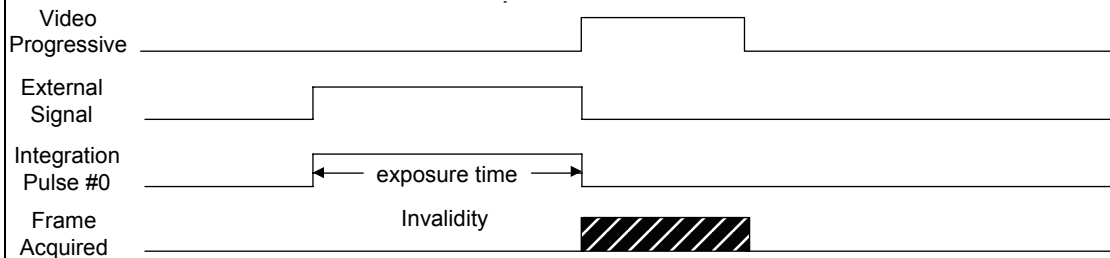 Video
Progressive
External
Signal
Integration
Pulse #0
exposure time
Frame
Acquired
Invalidity